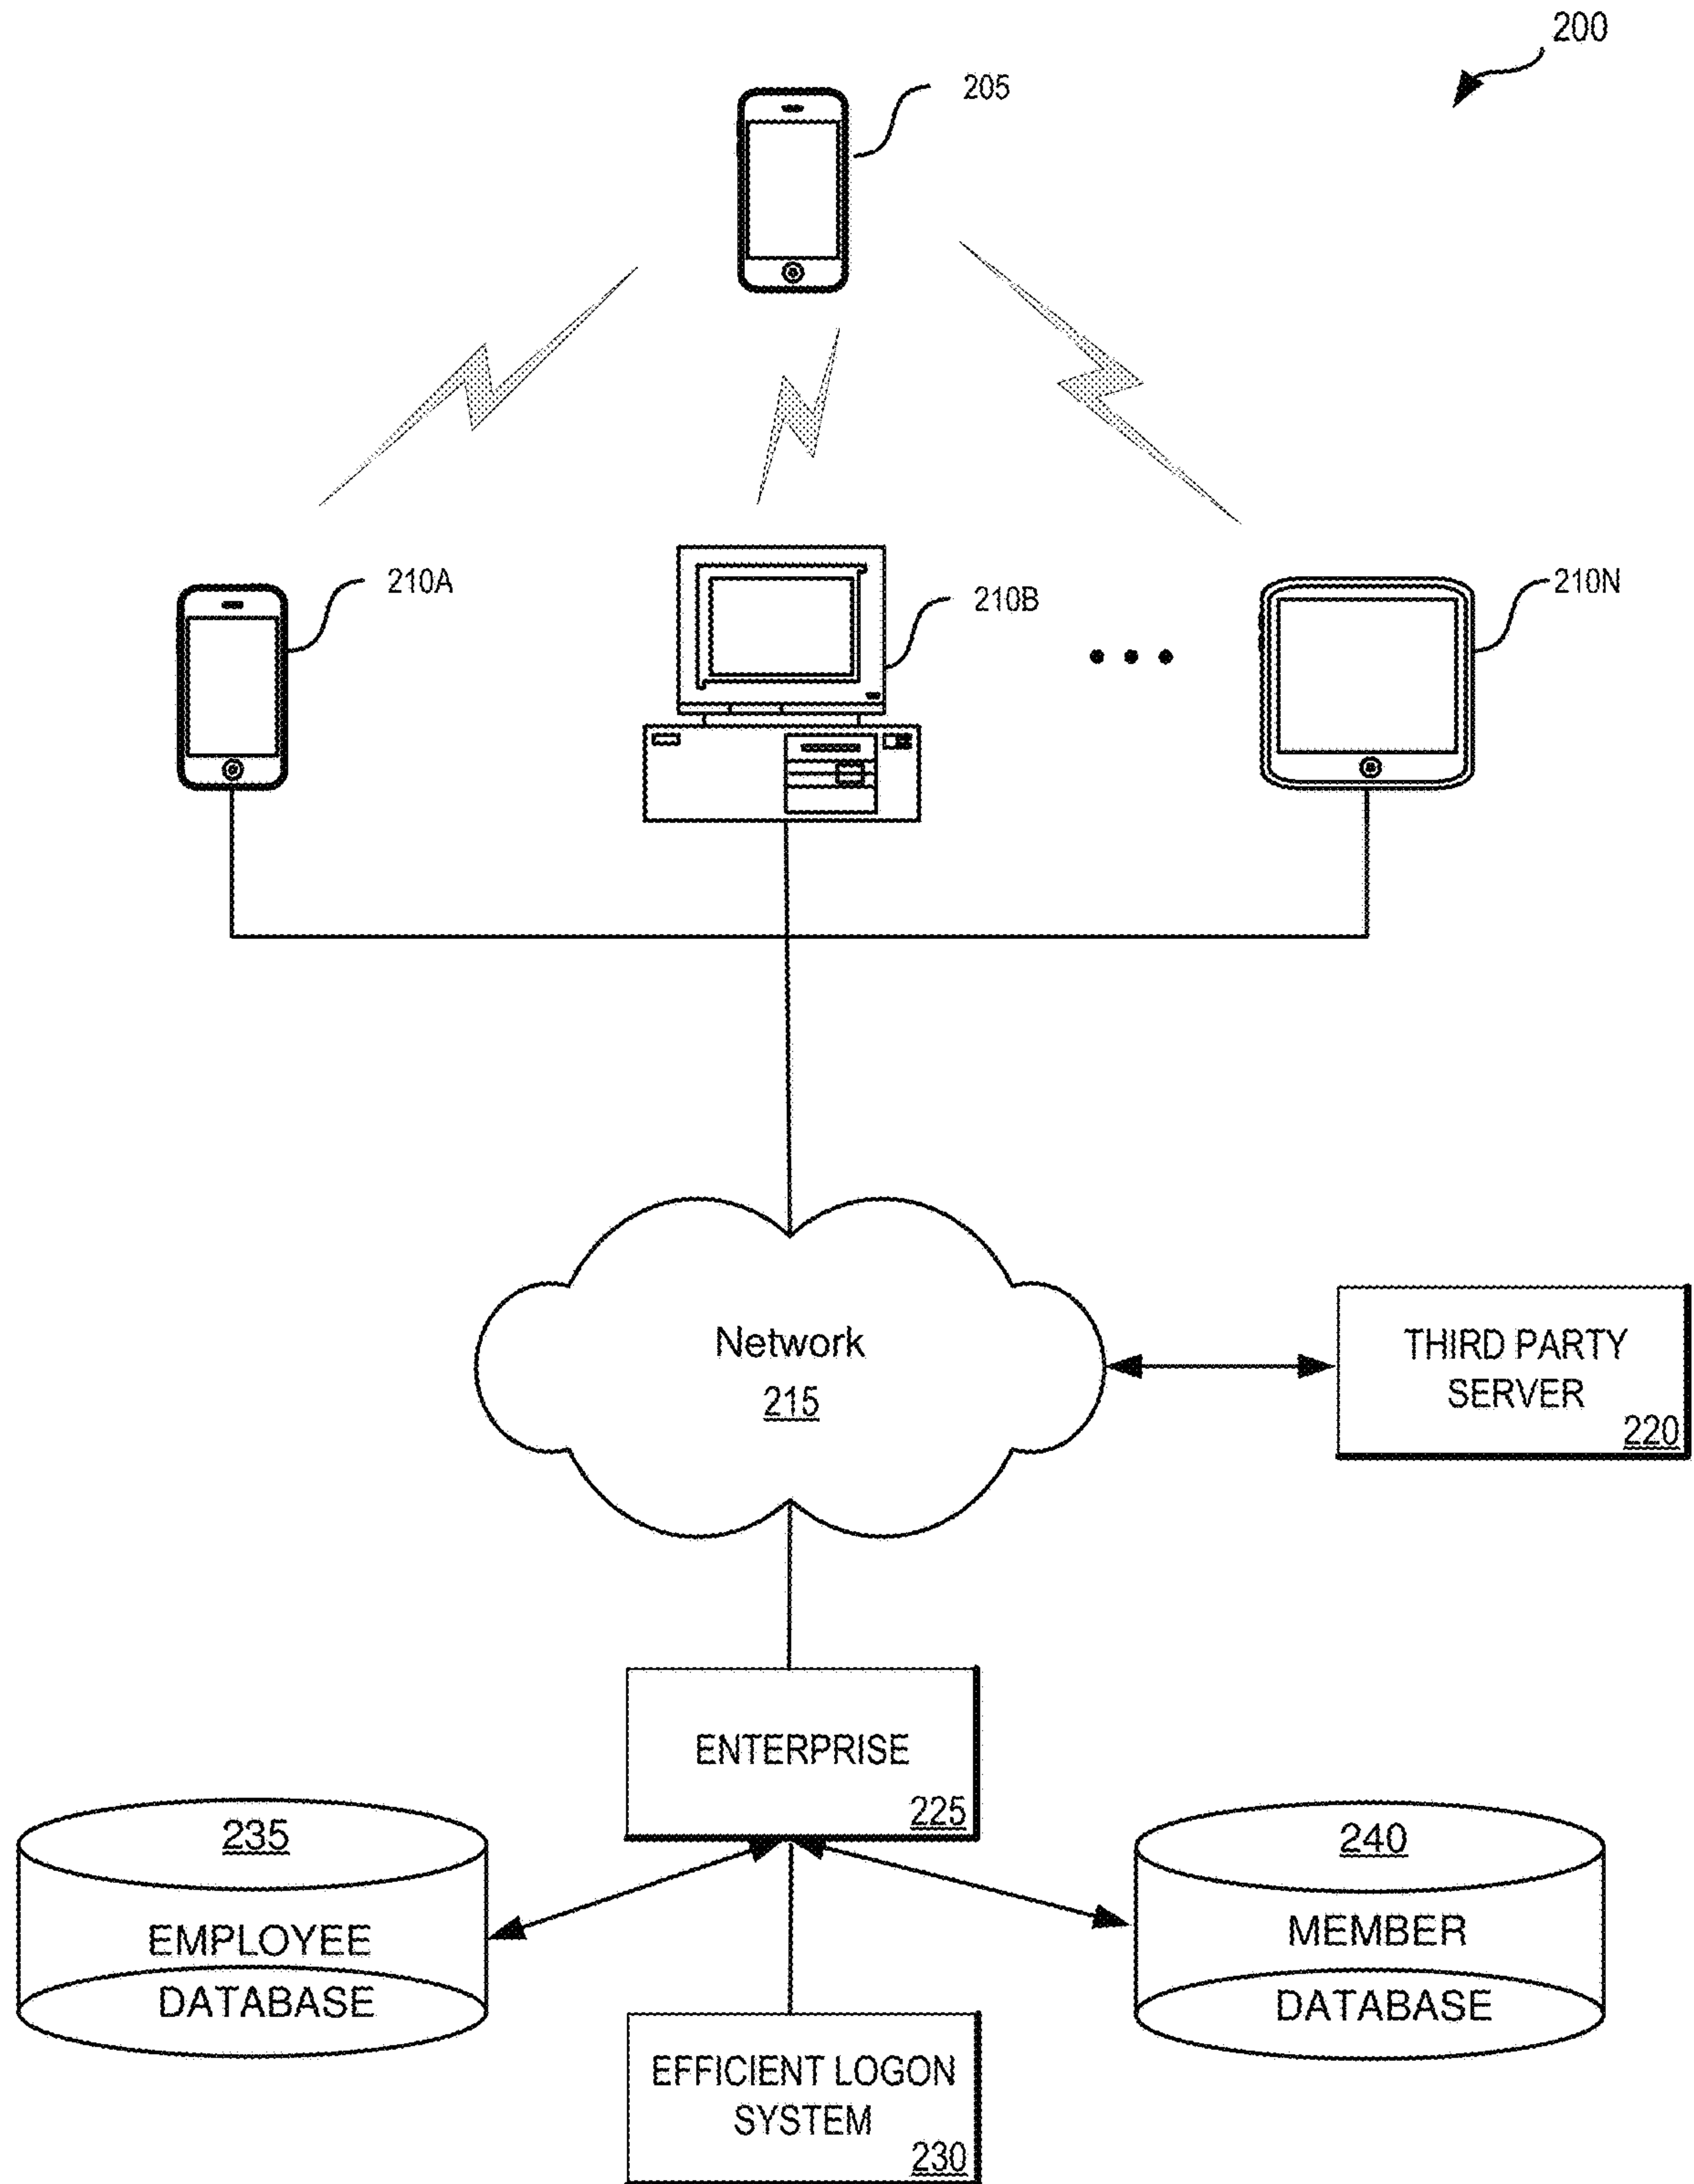 200
205
210A
210B
210N
Network
215
THIRD PARTY
SERVER
220
ENTERPRISE
225
235
EMPLOYEE
DATABASE
240
MEMBER
DATABASE
EFFICIENT LOGON
SYSTEM
230